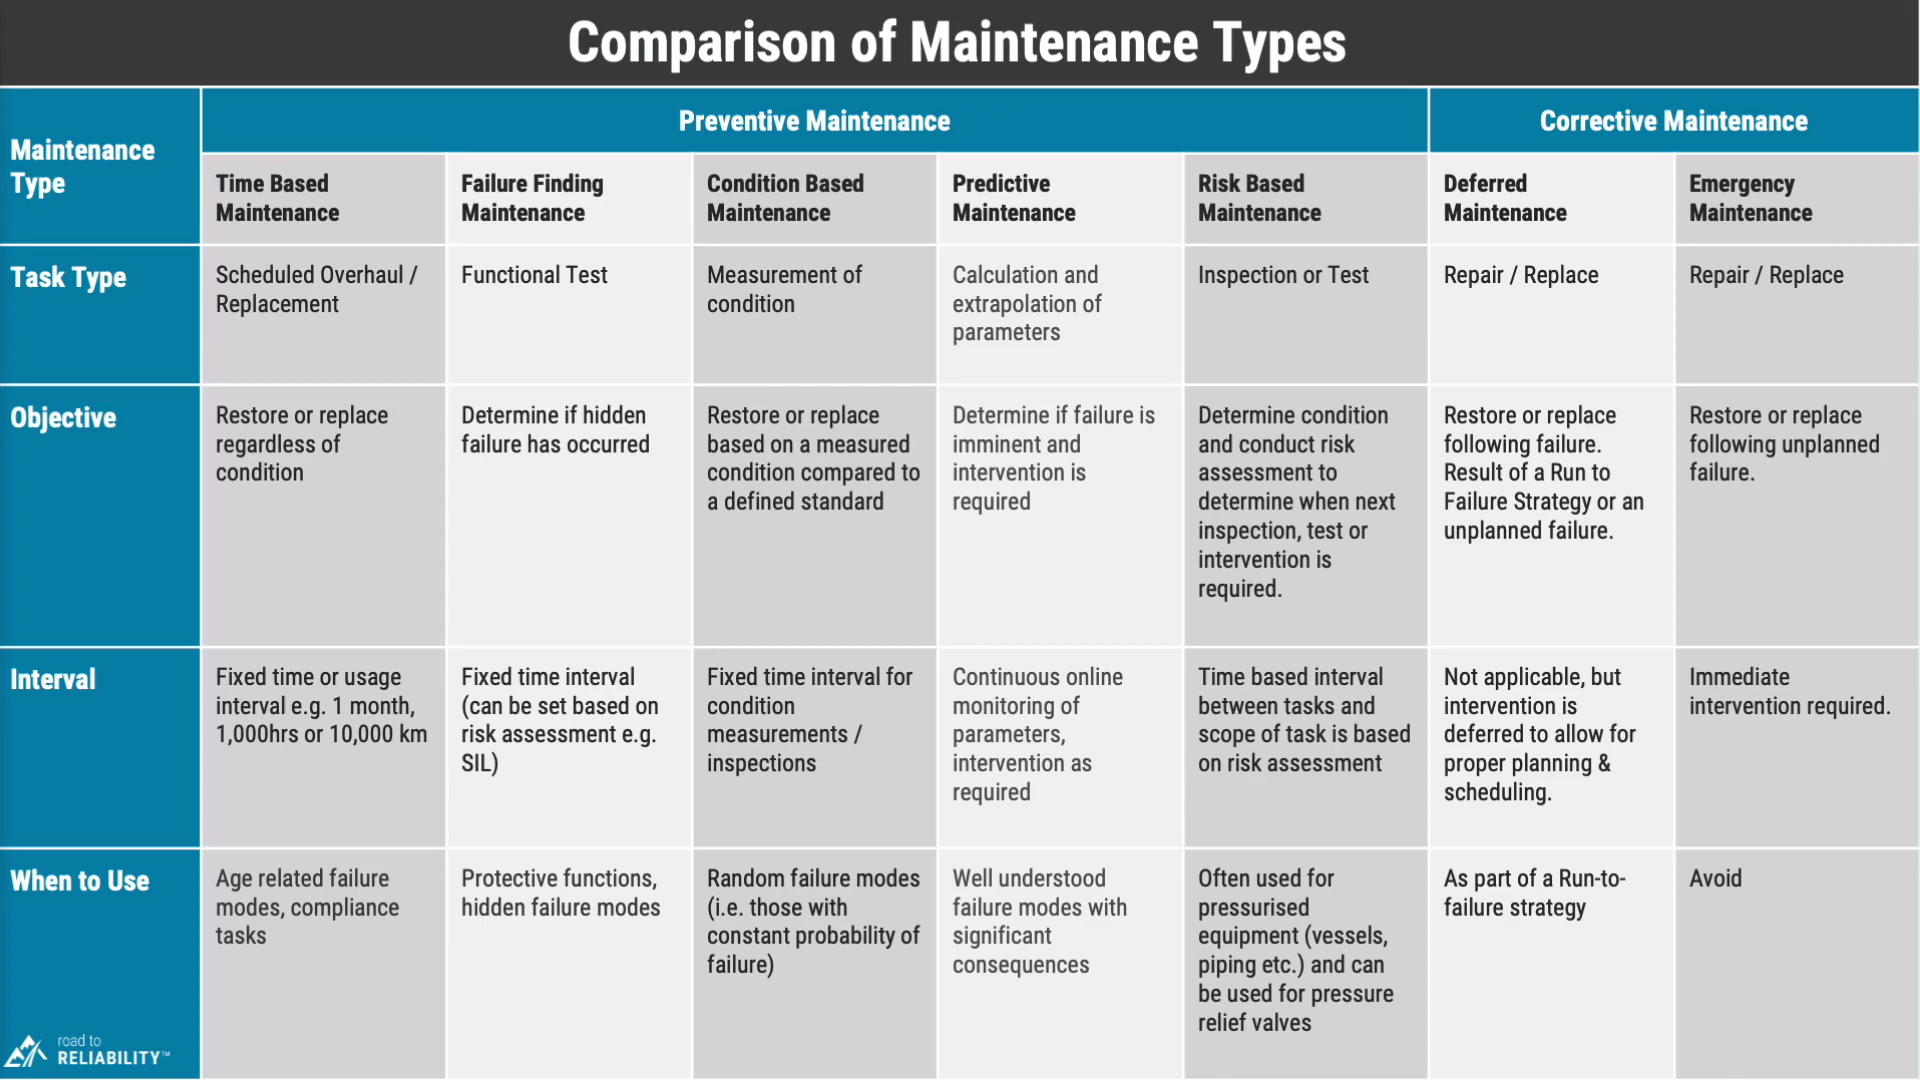 Comparison of Maintenance Types
Maintenance
Type
Preventive Maintenance
Corrective Maintenance
Time Based
Maintenance
Failure Finding
Maintenance
Condition Based
Maintenance
Predictive
Maintenance
Risk Based
Maintenance
Deferred
Maintenance
Emergency
Maintenance
Task Type
Scheduled Overhaul /
Replacement
Functional Test
Measurement of
condition
Calculation and
extrapolation of
parameters
Inspection or Test
Repair / Replace
Repair / Replace
Objective
Restore or replace
regardless of
condition
Determine if hidden
failure has occurred
Restore or replace
based on a measured
condition compared to
a defined standard
Determine if failure is
imminent and
intervention is
required
Determine condition
and conduct risk
assessment to
determine when next
inspection, test or
intervention is
required.
Restore or replace
following failure.
Result of a Run to
Failure Strategy or an
unplanned failure.
Restore or replace
following unplanned
failure.
Interval
Fixed time or usage
interval e.g. 1 month,
1,000hrs or 10,000 km
Fixed time interval
(can be set based on
risk assessment e.g.
SIL)
Fixed time interval for
condition
measurements /
inspections
Continuous online
monitoring of
parameters,
intervention as
required
Time based interval
between tasks and
scope of task is based
on risk assessment
Not applicable, but
intervention is
deferred to allow for
proper planning &
scheduling.
Immediate
intervention required.
When to Use
Age related failure
modes, compliance
tasks
Protective functions,
hidden failure modes
Random failure modes
(i.e. those with
constant probability of
failure)
Well understood
failure modes with
significant
consequences
Often used for
pressurised
equipment (vessels,
piping etc.) and can
be used for pressure
relief valves
As part of a Run-to-
failure strategy
Avoid
road to
RELIABILITY™